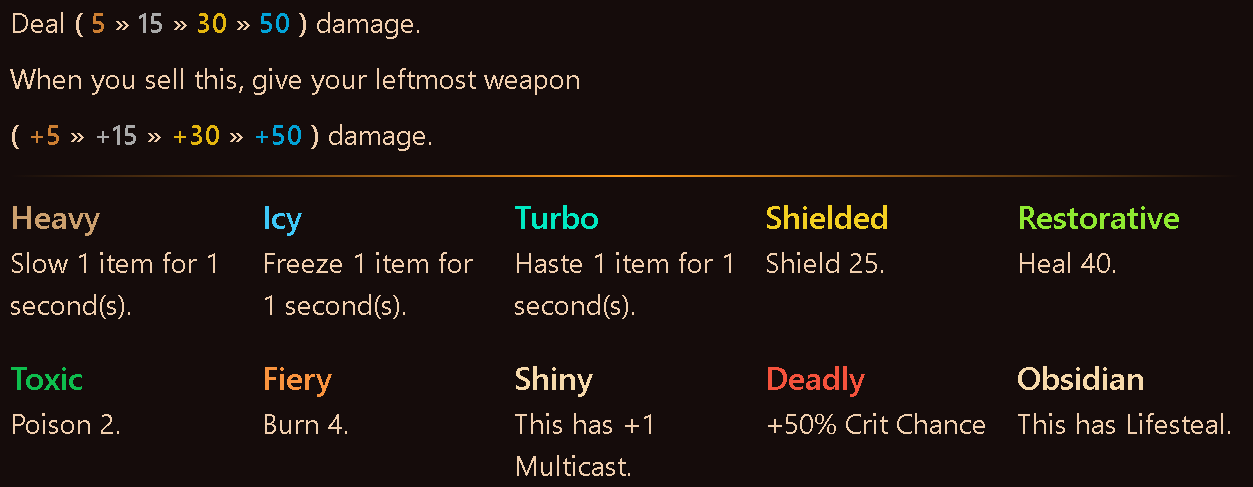 Deal ( 5 » 15 » 30 » 50 ) damage.
When you sell this, give your leftmost weapon
( +5 » +15 » +30 » +50 ) damage.
Heavy
Slow 1 item for 1
second(s).
Icy
Freeze 1 item for
1 second(s).
Turbo
Haste 1 item for 1
second(s).
Shielded
Shield 25.
Restorative
Heal 40.
Toxic
Poison 2.
Fiery
Burn 4.
Shiny
This has +1
Multicast.
Deadly
+50% Crit Chance
Obsidian
This has Lifesteal.